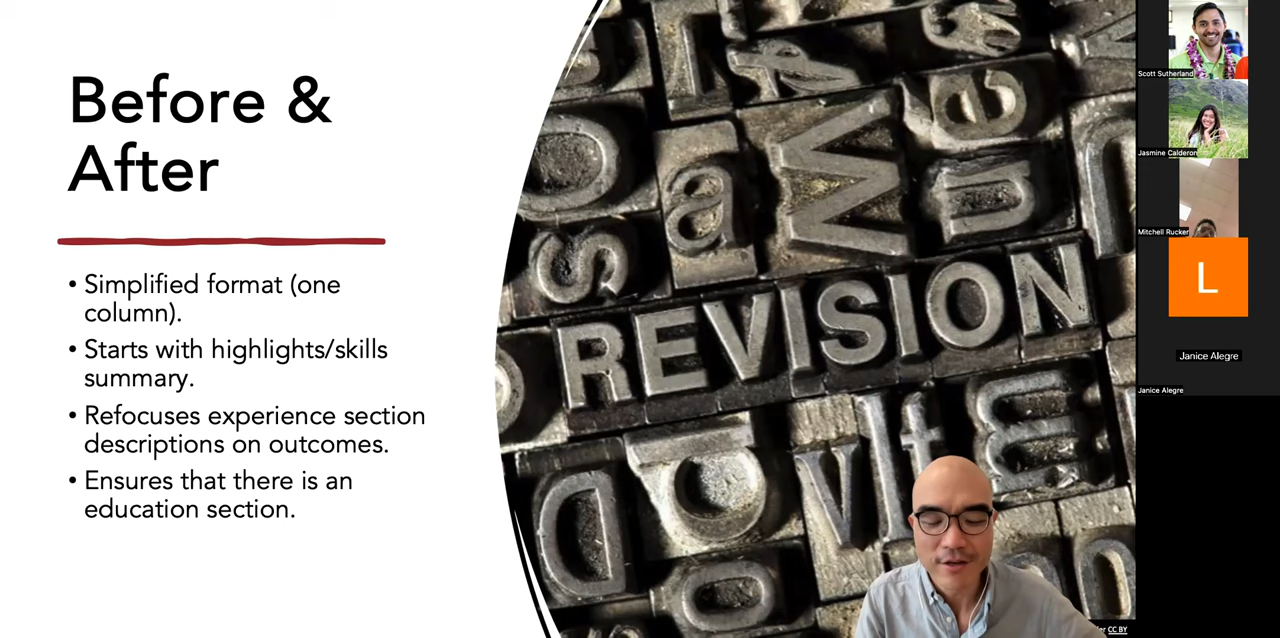 Before &
After
• Simplified format (one
column).
• Starts with highlights/skills
summary.
• Refocuses experience section
descriptions on outcomes.
• Ensures that there is an
education section.
REVISION
CC BY
Scott Sutherland
Jasmine Calderon
Mitchell Rucker
L
Janice Alegre
Janice Alegre